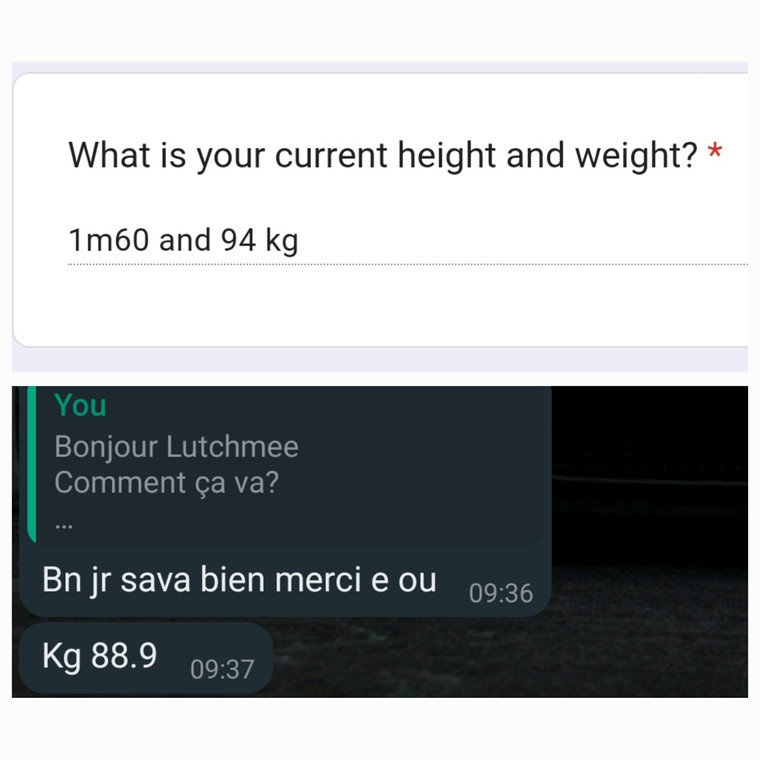 What is your current height and weight? *
1m60 and 94 kg
You
Bonjour Lutchmee
Comment ça va?
...
Bn jr sava bien merci e ou 09:36
Kg 88.9 09:37